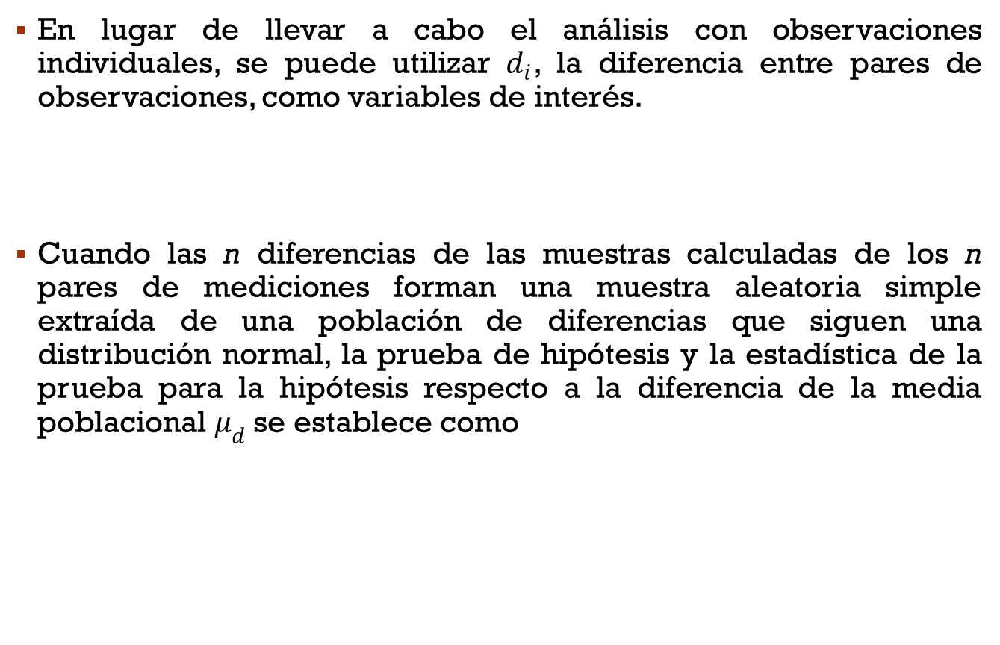 ▪ En lugar de llevar a cabo el análisis con observaciones
individuales, se puede utilizar dᵢ, la diferencia entre pares de
observaciones, como variables de interés.
▪ Cuando las n diferencias de las muestras calculadas de los n
pares de mediciones forman una muestra aleatoria simple
extraída de una población de diferencias que siguen una
distribución normal, la prueba de hipótesis y la estadística de la
prueba para la hipótesis respecto a la diferencia de la media
poblacional μ_d se establece como